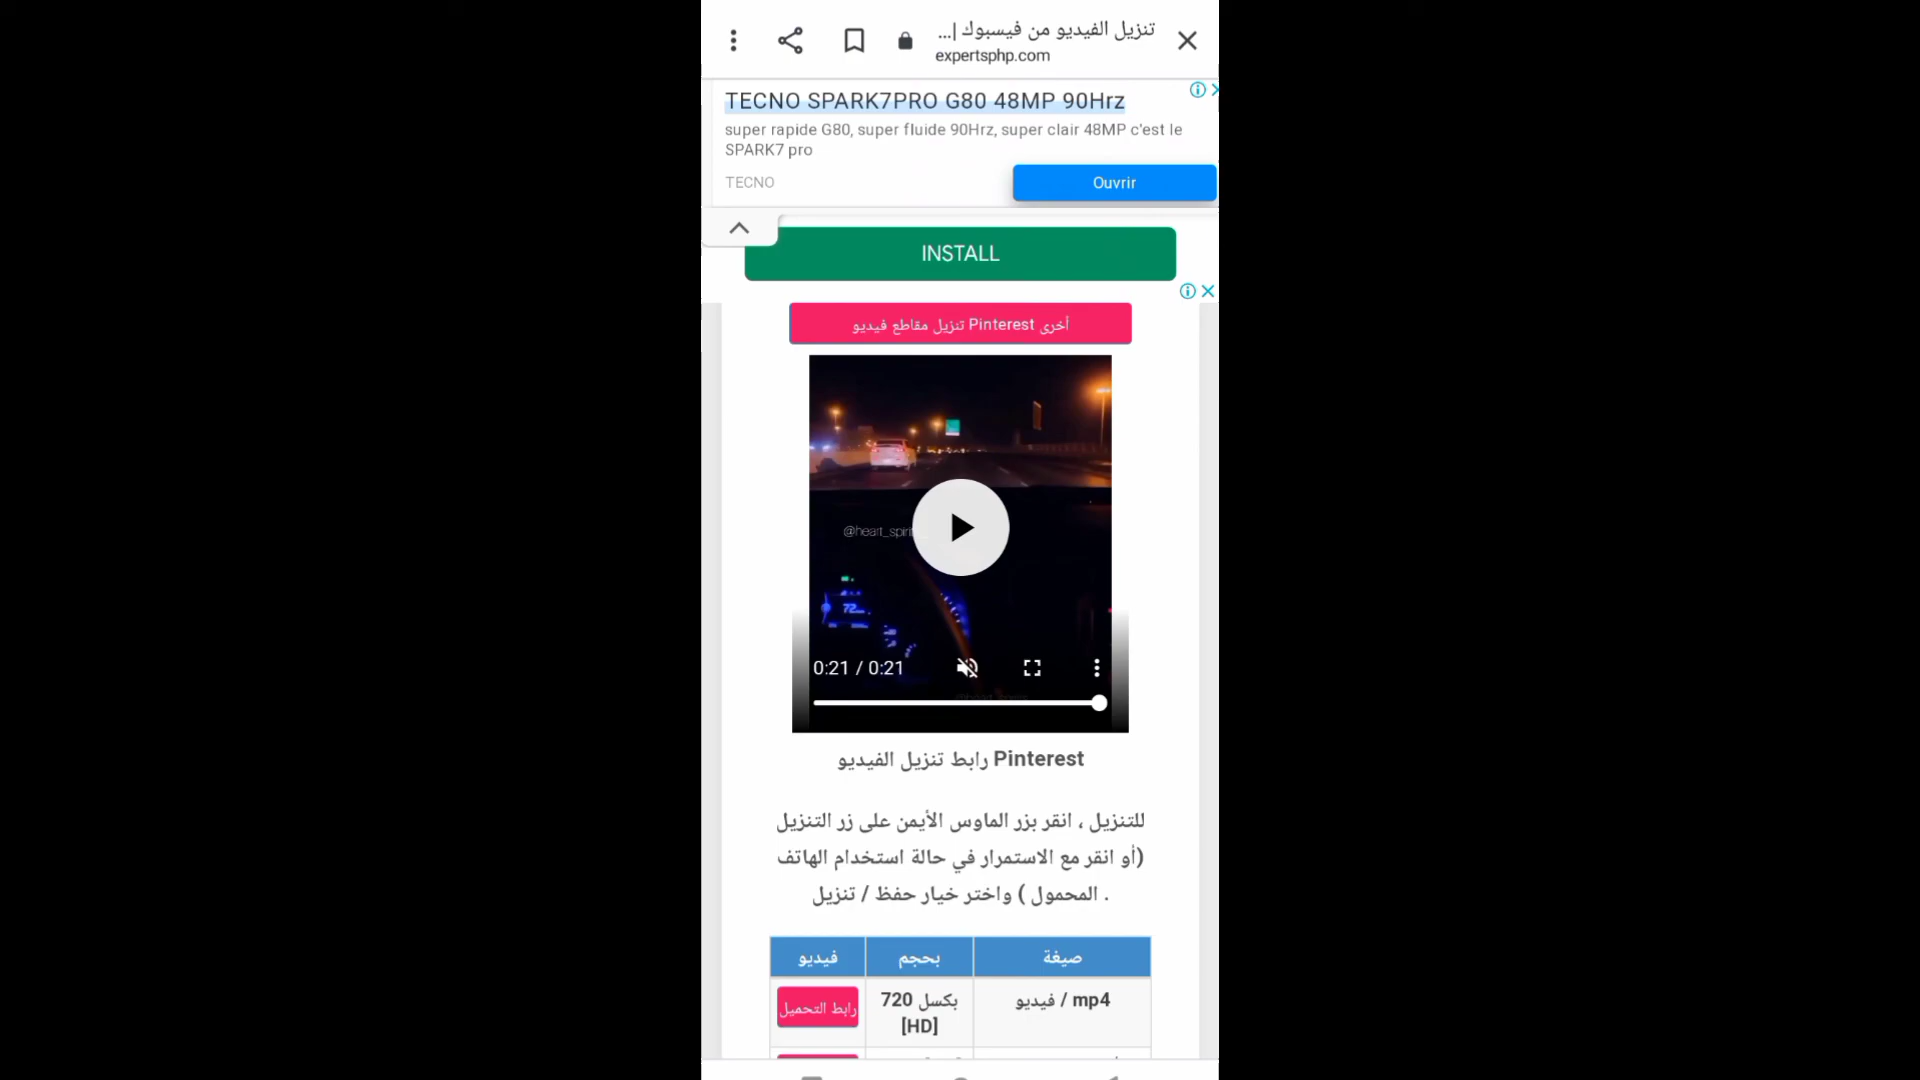 تنزيل الفيديو من فيسبوك |...
expertsphp.com
TECNO SPARK7PRO G80 48MP 90Hrz
super rapide G80, super fluide 90Hrz, super clair 48MP c'est le
SPARK7 pro
TECNO
Ouvrir
INSTALL
تنزيل مقاطع فيديو Pinterest أخرى
@heart_spirit
72
0:21 / 0:21
رابط تنزيل الفيديو Pinterest
للتنزيل ، انقر بزر الماوس الأيمن على زر التنزيل
(أو انقر مع الاستمرار في حالة استخدام الهاتف
المحمول ) واختر خيار حفظ / تنزيل .
فيديو بحجم صيغة
رابط التحميل 720 بكسل فيديو / mp4
[HD]